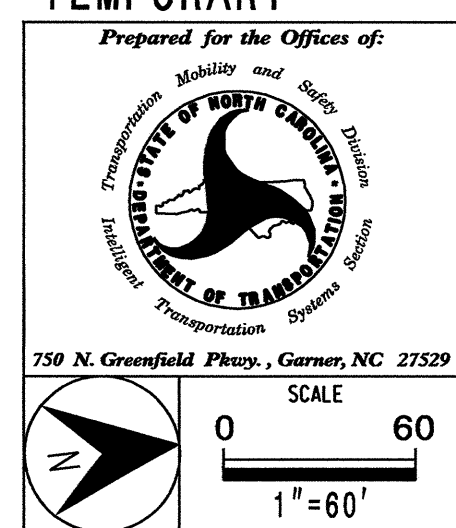 TEMPORARY
Prepared for the Offices of:
Transportation Mobility and Safety Division
STATE OF NORTH CAROLINA
DEPARTMENT OF TRANSPORTATION
Intelligent Transportation Systems Section
750 N. Greenfield Pkwy., Garner, NC 27529
SCALE
0 60
N
1"=60'